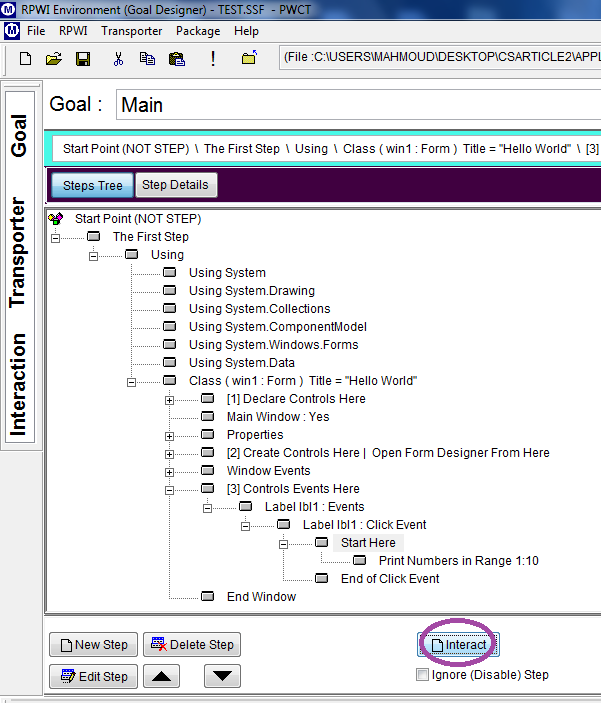 RPWI Environment (Goal Designer) - TEST.SSF - PWCT
File RPWI Transporter Package Help
(File :C:\USERS\MAHMOUD\DESKTOP\CSARTICLE2\APPL
Goal Transporter Interaction
Goal : Main
Start Point (NOT STEP) \ The First Step \ Using \ Class ( win1 : Form ) Title = "Hello World" \ [3]
Steps Tree Step Details
Start Point (NOT STEP)
The First Step
Using
Using System
Using System.Drawing
Using System.Collections
Using System.ComponentModel
Using System.Windows.Forms
Using System.Data
Class ( win1 : Form ) Title = "Hello World"
[1] Declare Controls Here
Main Window : Yes
Properties
[2] Create Controls Here | Open Form Designer From Here
Window Events
[3] Controls Events Here
Label lbl1 : Events
Label lbl1 : Click Event
Start Here
Print Numbers in Range 1:10
End of Click Event
End Window
New Step Delete Step Interact
Edit Step Ignore (Disable) Step